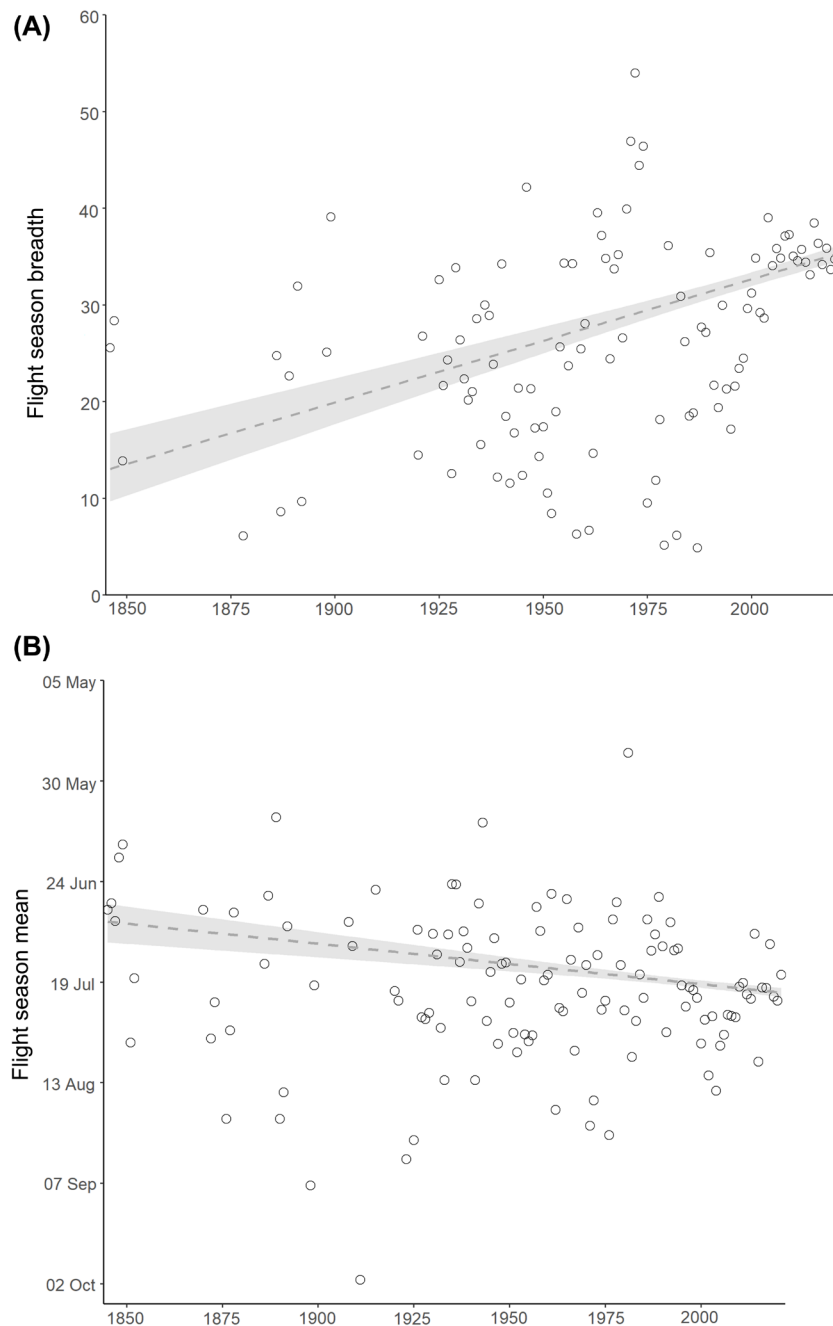 (A)
60
50
40
30
20
10
0
Flight season breadth
1850 1875 1900 1925 1950 1975 2000
(B)
05 May
30 May
24 Jun
19 Jul
13 Aug
07 Sep
02 Oct
Flight season mean
1850 1875 1900 1925 1950 1975 2000